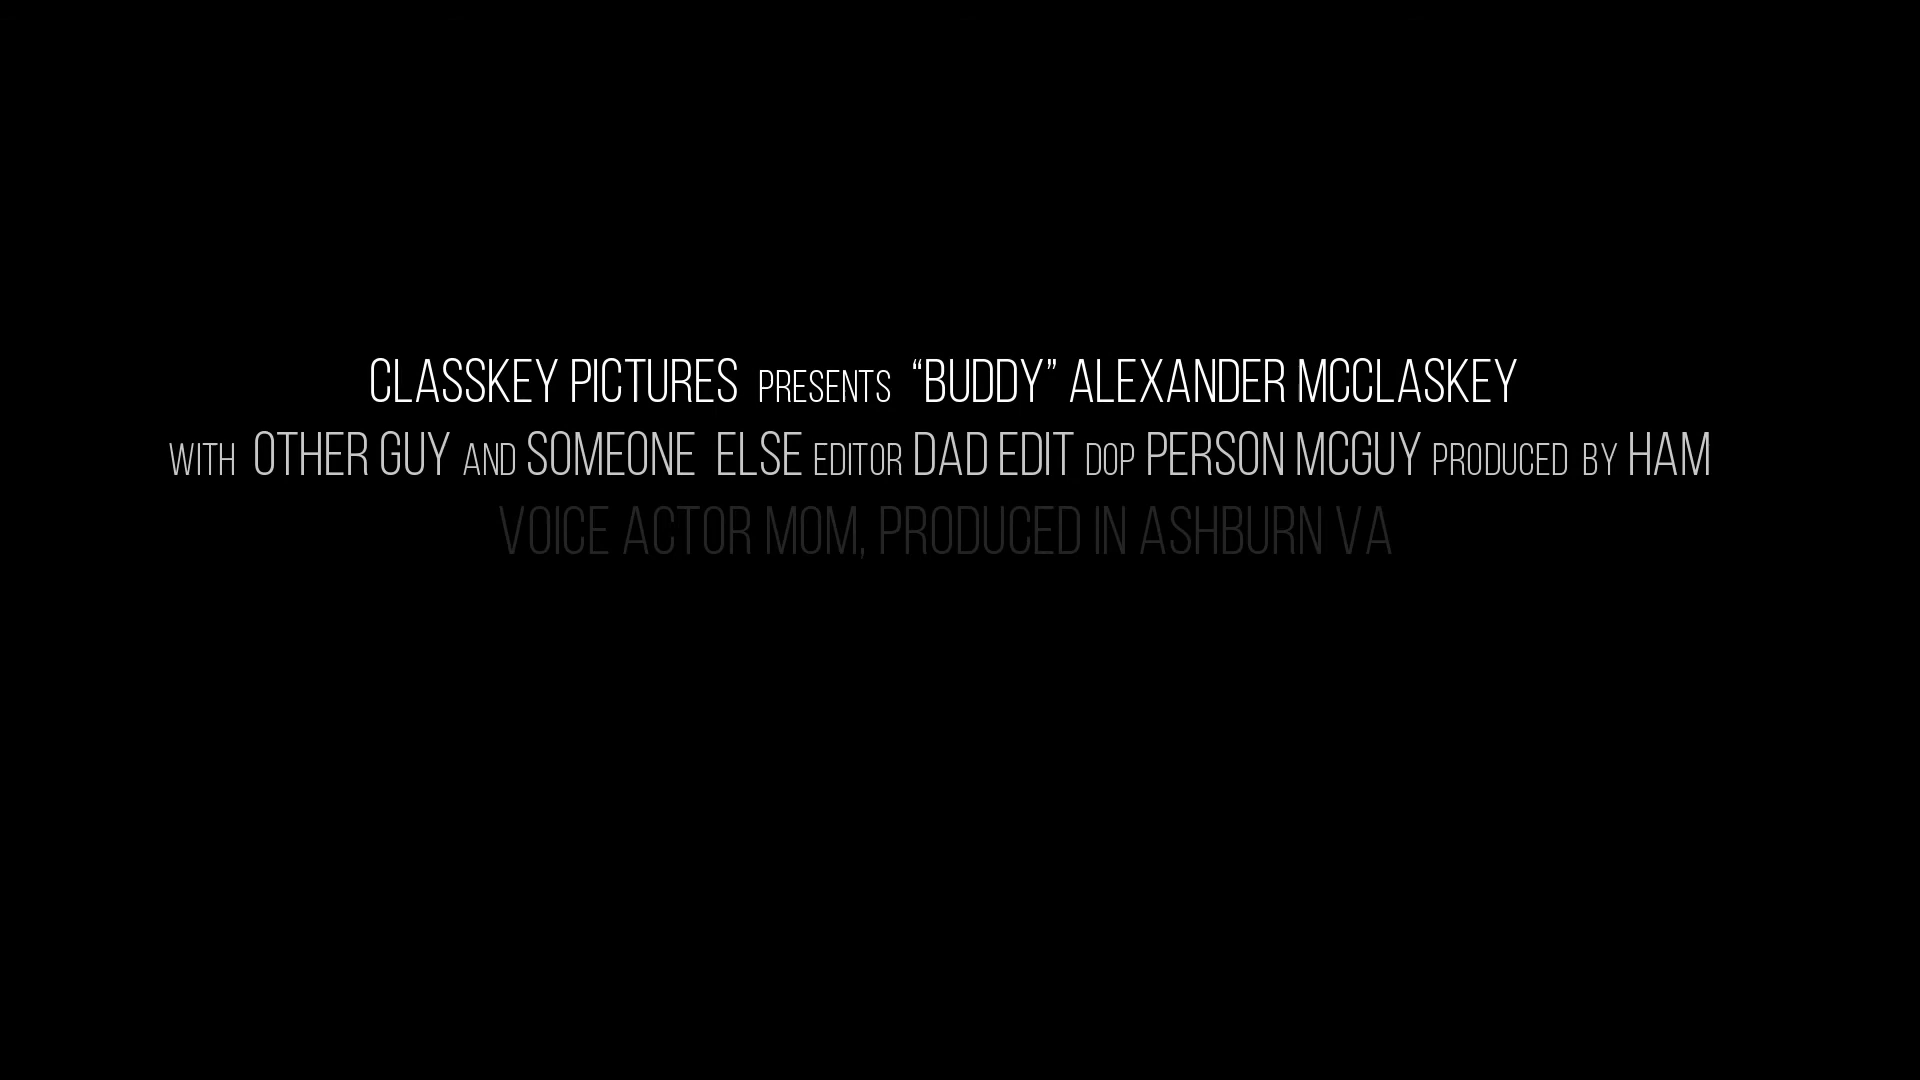 CLASSKEY PICTURES PRESENTS “BUDDY” ALEXANDER MCCLASKEY
WITH OTHER GUY AND SOMEONE ELSE EDITOR DAD EDIT DOP PERSON MCGUY PRODUCED BY HAM
VOICE ACTOR MOM, PRODUCED IN ASHBURN VA